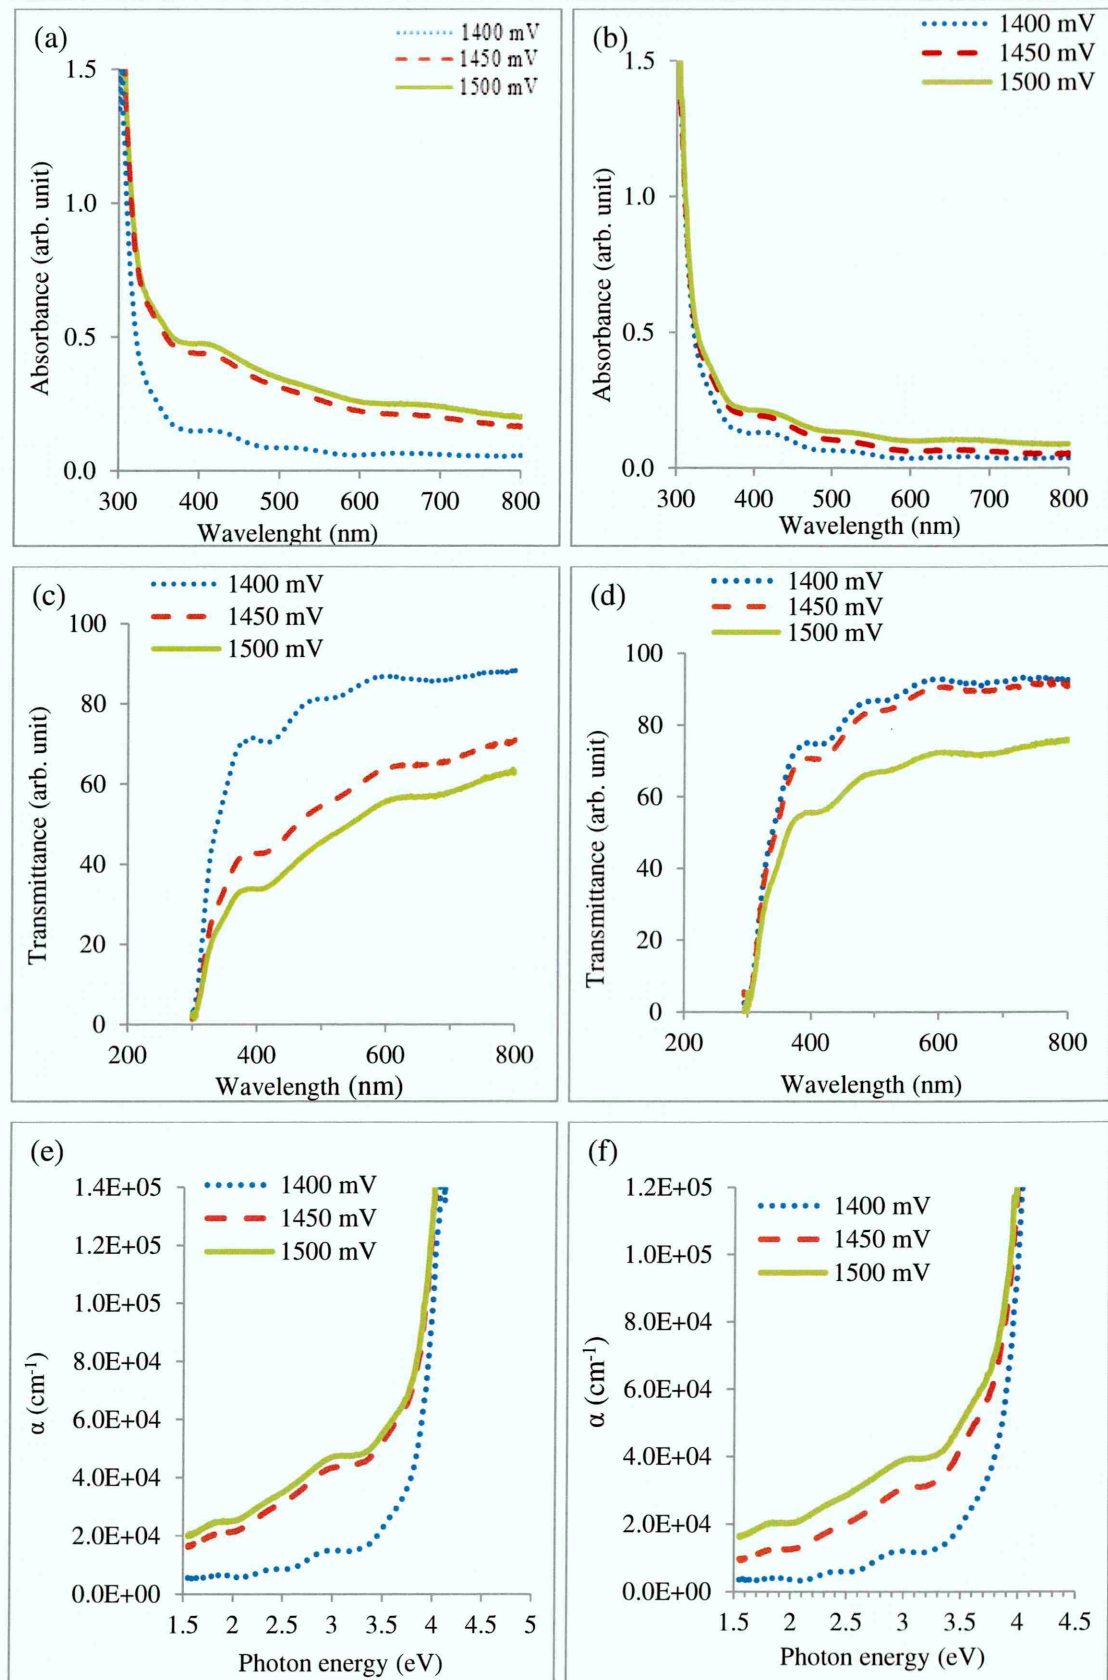 (a)
1400 mV
1450 mV
1500 mV
1.5
1.0
0.5
0.0
Absorbance (arb. unit)
300 400 500 600 700 800
Wavelenght (nm)
(b)
1400 mV
1450 mV
1500 mV
1.5
1.0
0.5
0.0
Absorbance (arb. unit)
300 400 500 600 700 800
Wavelength (nm)
(c)
1400 mV
1450 mV
1500 mV
100
80
60
40
20
0
Transmittance (arb. unit)
200 400 600 800
Wavelength (nm)
(d)
1400 mV
1450 mV
1500 mV
100
80
60
40
20
0
Transmittance (arb. unit)
200 400 600 800
Wavelength (nm)
(e)
1400 mV
1450 mV
1500 mV
1.4E+05
1.2E+05
1.0E+05
8.0E+04
6.0E+04
4.0E+04
2.0E+04
0.0E+00
α (cm⁻¹)
1.5 2 2.5 3 3.5 4 4.5 5
Photon energy (eV)
(f)
1400 mV
1450 mV
1500 mV
1.2E+05
1.0E+05
8.0E+04
6.0E+04
4.0E+04
2.0E+04
0.0E+00
α (cm⁻¹)
1.5 2 2.5 3 3.5 4 4.5
Photon energy (eV)